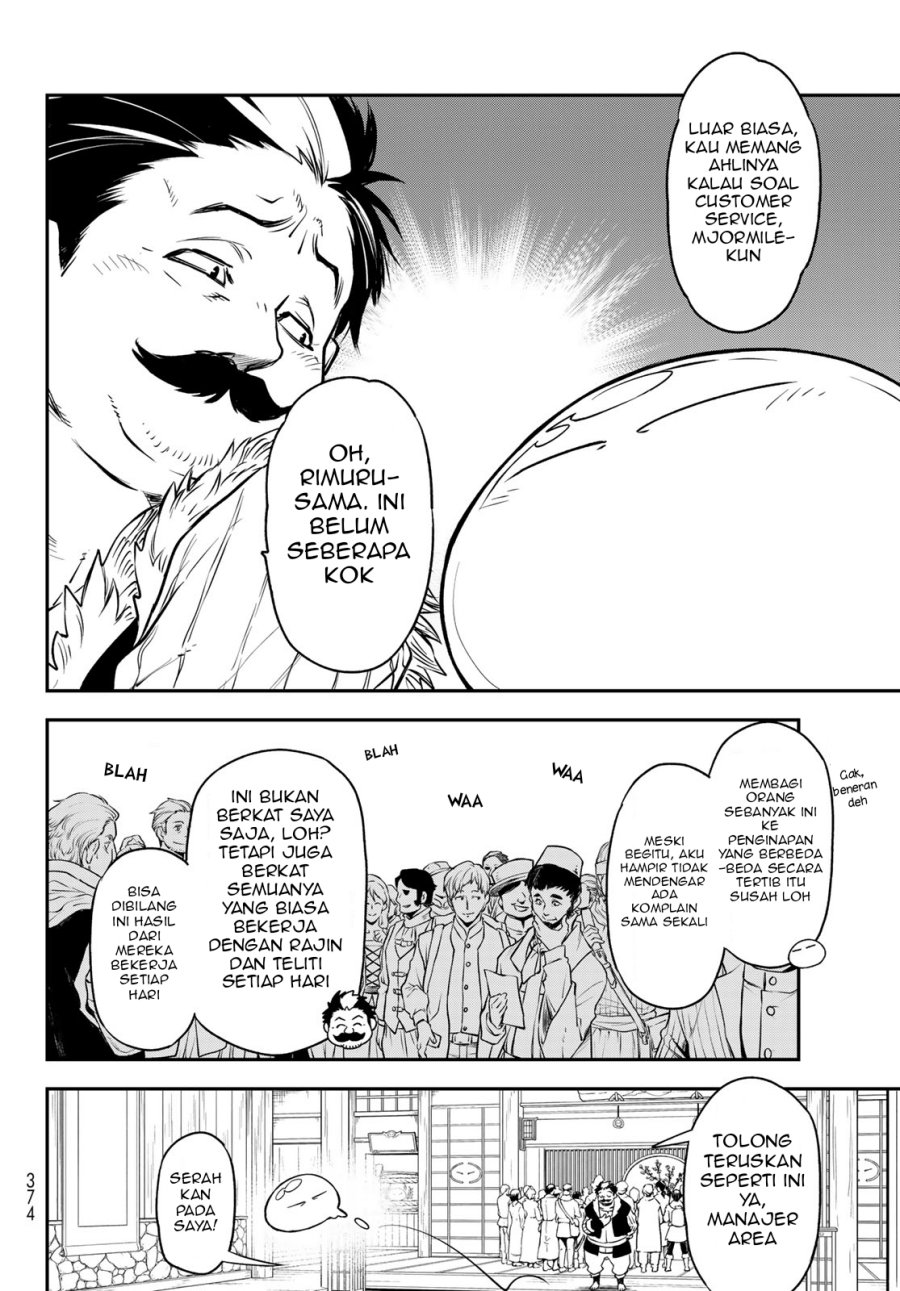 LUAR BIASA,
KAU MEMANG
AHLINYA
KALAU SOAL
CUSTOMER
SERVICE,
MJORMILE-
KUN
OH,
RIMURU-
SAMA. INI
BELUM
SEBERAPA
KOK
Gak,
beneran
deh
MEMBAGI
ORANG
SEBANYAK INI
KE
PENGINAPAN
YANG BERBEDA
-BEDA SECARA
TERTIB ITU
SUSAH LOH
MESKI
BEGITU, AKU
HAMPIR TIDAK
MENDENGAR
ADA
KOMPLAIN
SAMA SEKALI
WAA
WAA
BLAH
BLAH
INI BUKAN
BERKAT SAYA
SAJA, LOH?
TETAPI JUGA
BERKAT
SEMUANYA
YANG BIASA
BEKERJA
DENGAN RAJIN
DAN TELITI
SETIAP HARI
BISA
DIBILANG
INI HASIL
DARI
MEREKA
BEKERJA
SETIAP HARI
TOLONG
TERUSKAN
SEPERTI INI
YA,
MANAJER
AREA
SERAH
KAN
PADA
SAYA!
374